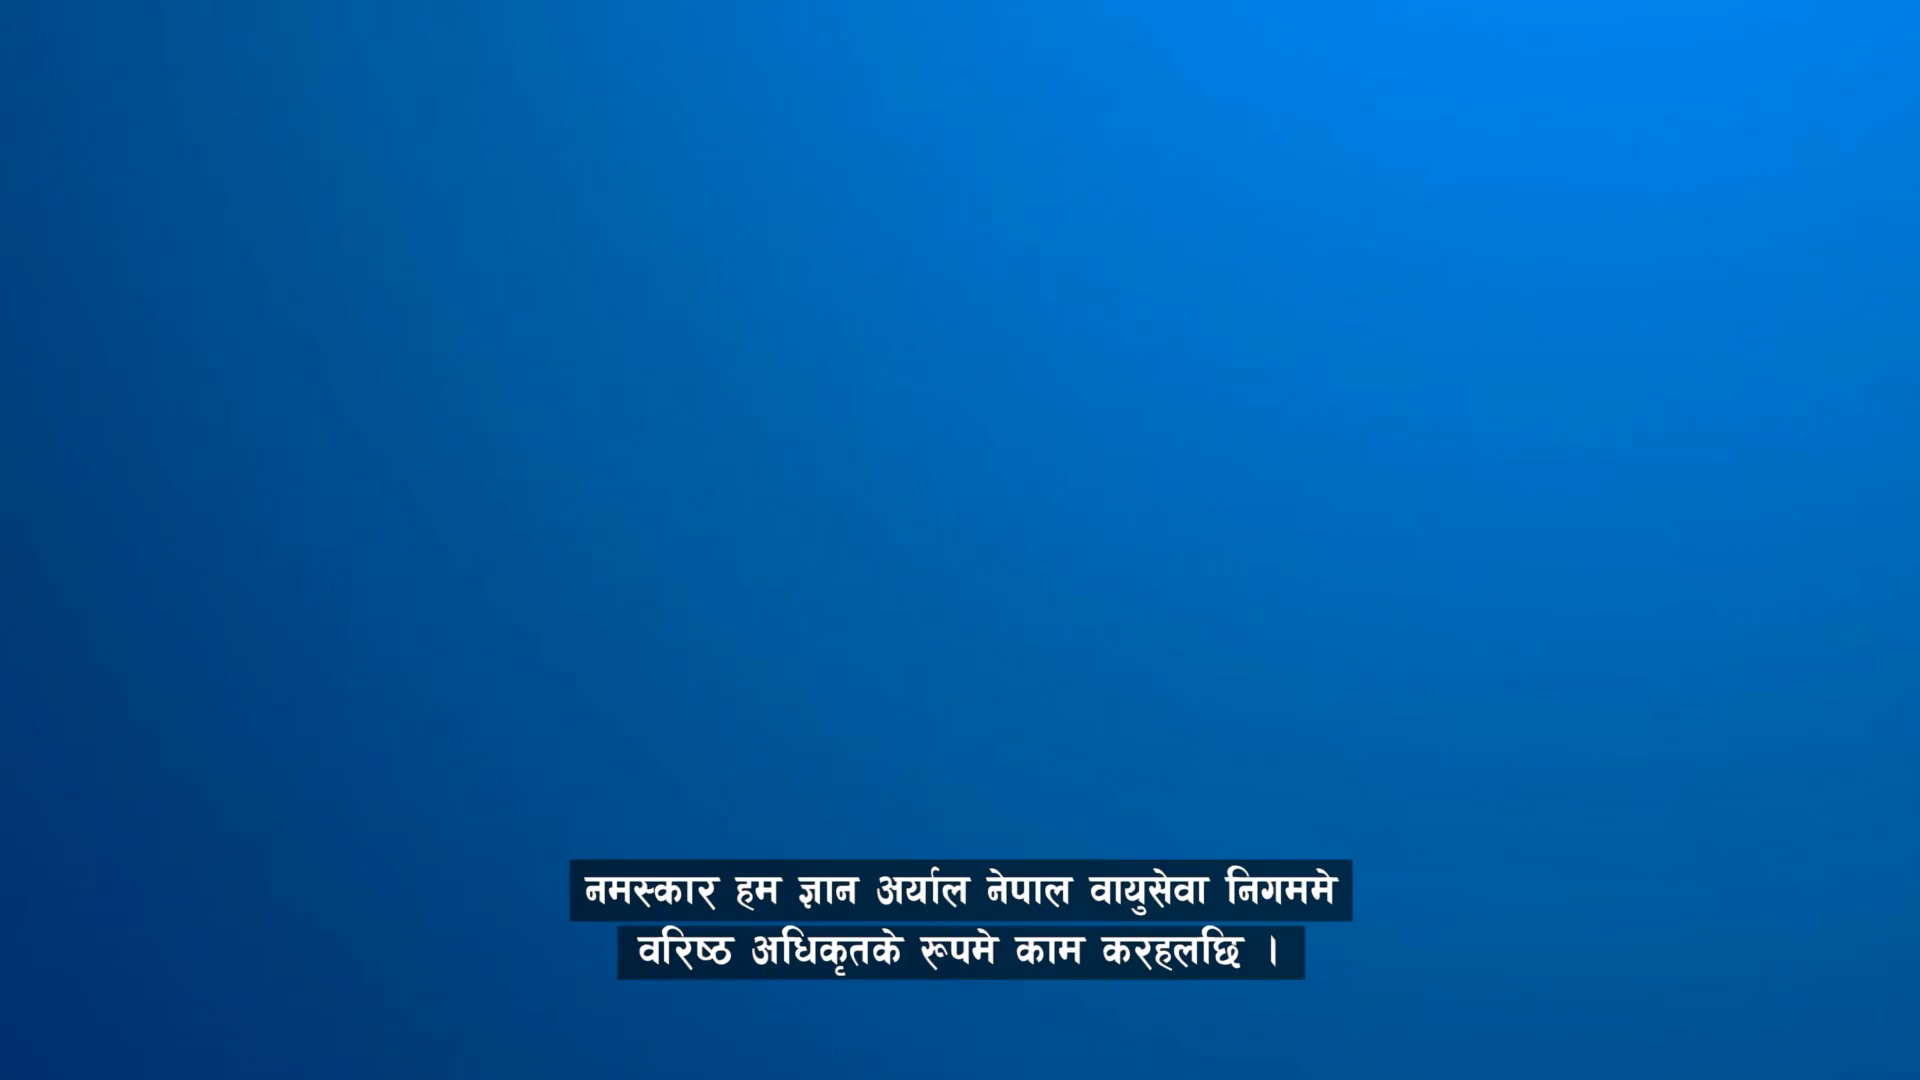 नमस्कार हम ज्ञान अर्याल नेपाल वायुसेवा निगममे
वरिष्ठ अधिकृतके रूपमे काम करहलछि ।